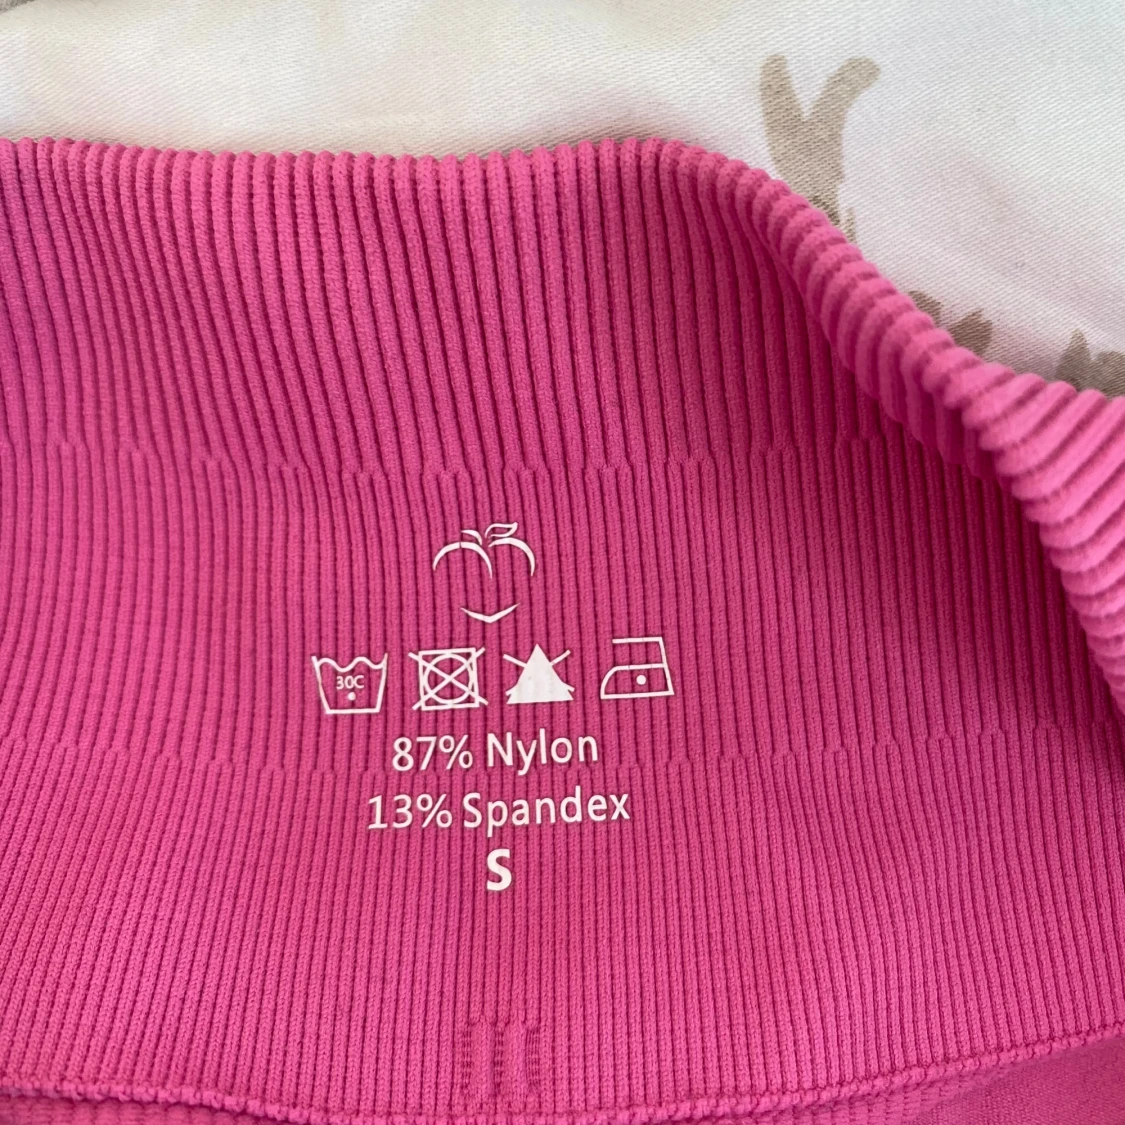 30C
87% Nylon
13% Spandex
S